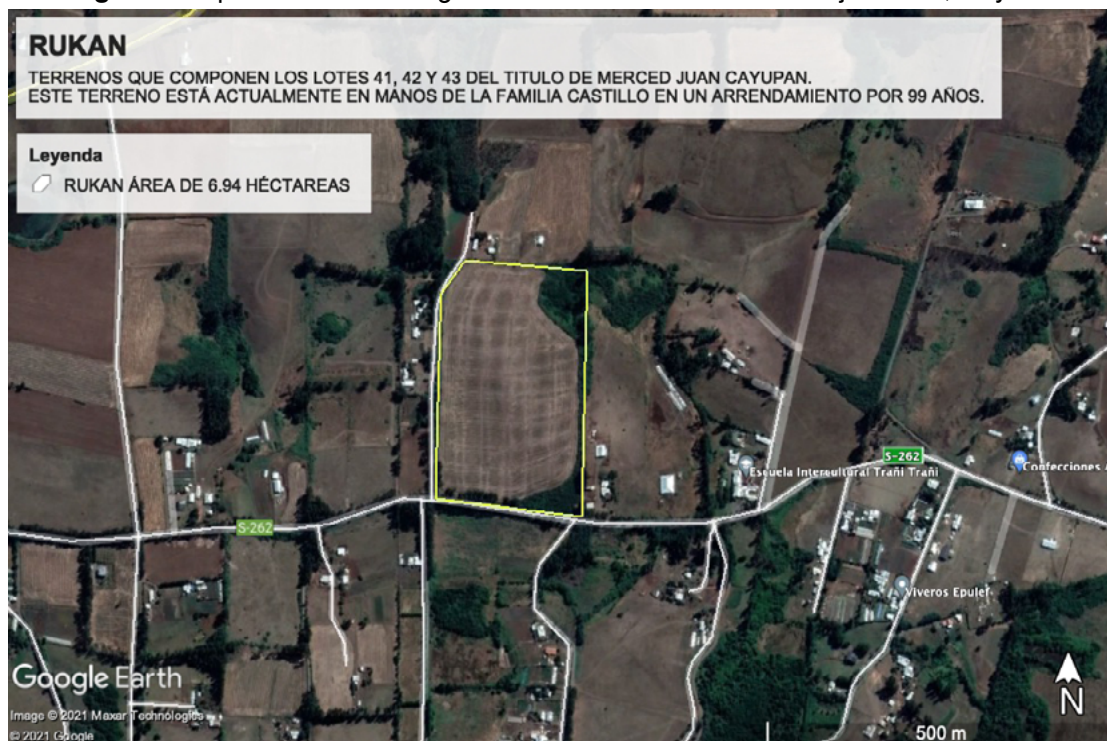 RUKAN
TERRENOS QUE COMPONEN LOS LOTES 41, 42 Y 43 DEL TITULO DE MERCED JUAN CAYUPAN.
ESTE TERRENO ESTÁ ACTUALMENTE EN MANOS DE LA FAMILIA CASTILLO EN UN ARRENDAMIENTO POR 99 AÑOS.
Leyenda
RUKAN ÁREA DE 6.94 HÉCTAREAS
S-262
Escuela Intercultural Trañi Trañi
Confecciones
S-262
Viveros Epulef
Google Earth
Image © 2021 Maxar Technologies
© 2021 Google
N
500 m